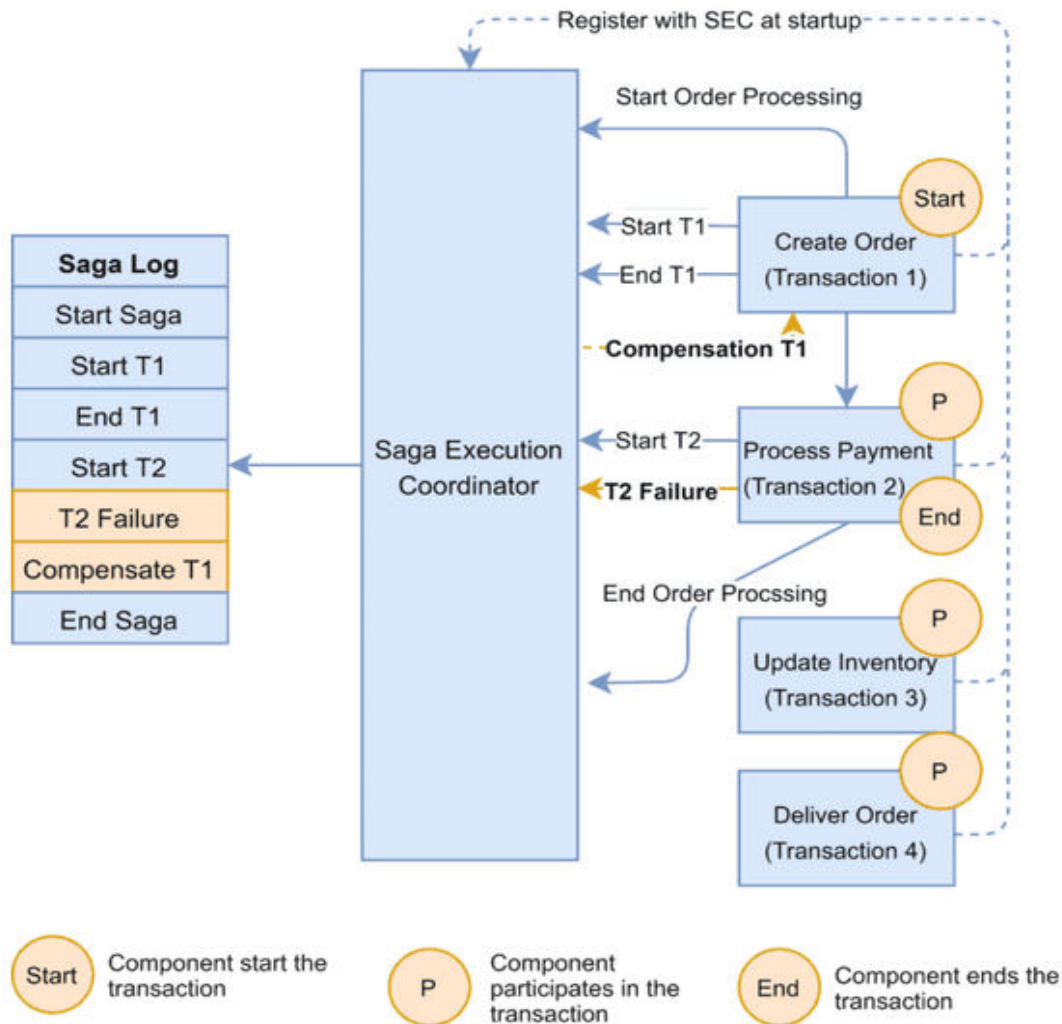 Register with SEC at startup
Start Order Processing
Start
Start T1
Create Order
(Transaction 1)
End T1
Compensation T1
Saga Log
Start Saga
Start T1
End T1
Start T2
T2 Failure
Compensate T1
End Saga
Saga Execution
Coordinator
P
Start T2
Process Payment
(Transaction 2)
T2 Failure
End
End Order Procssing
P
Update Inventory
(Transaction 3)
P
Deliver Order
(Transaction 4)
Start
Component start the
transaction
P
Component
participates in the
transaction
End
Component ends the
transaction